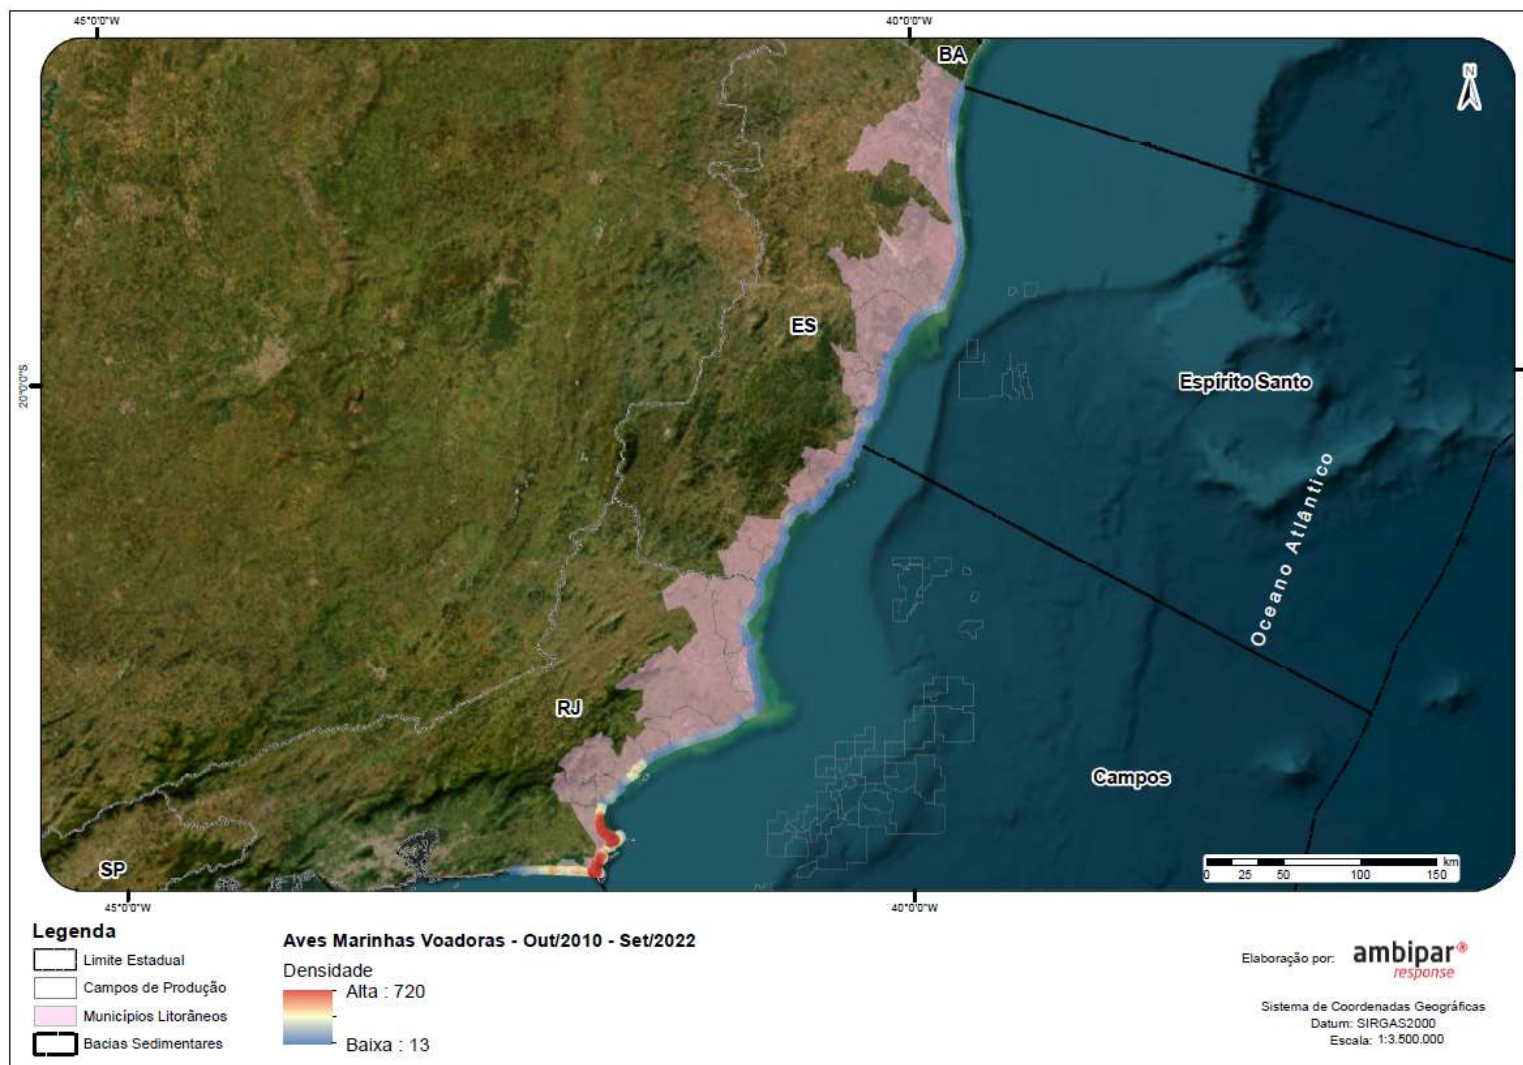 45°0'0"W
40°0'0"W
BA
N
ES
20°0'0"S
Espírito Santo
Oceano Atlântico
RJ
Campos
SP
km
0 25 50 100 150
45°0'0"W
40°0'0"W
Legenda
Limite Estadual
Campos de Produção
Municípios Litorâneos
Bacias Sedimentares
Aves Marinhas Voadoras - Out/2010 - Set/2022
Densidade
Alta : 720
Baixa : 13
Elaboração por:
ambipar®
response
Sistema de Coordenadas Geográficas
Datum: SIRGAS2000
Escala: 1:3.500.000